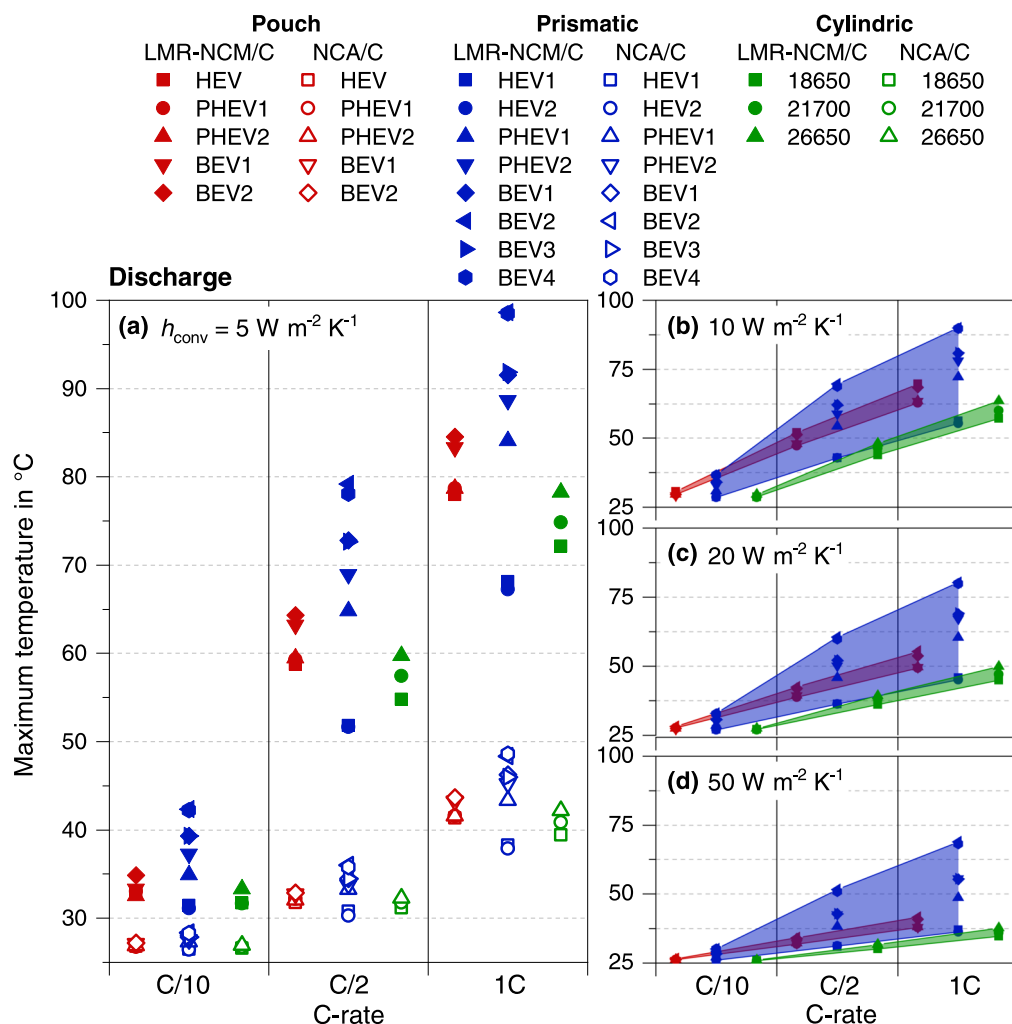 Pouch Prismatic Cylindric
LMR-NCM/C NCA/C LMR-NCM/C NCA/C LMR-NCM/C NCA/C
HEV HEV HEV1 HEV1 18650 18650
PHEV1 PHEV1 HEV2 HEV2 21700 21700
PHEV2 PHEV2 PHEV1 PHEV1 26650 26650
BEV1 BEV1 PHEV2 PHEV2
BEV2 BEV2 BEV1 BEV1
BEV2 BEV2
BEV3 BEV3
BEV4 BEV4
Discharge
Maximum temperature in °C
100
90
80
70
60
50
40
30
(a) h_conv = 5 W m⁻² K⁻¹
C/10 C/2 1C
C-rate
(b) 10 W m⁻² K⁻¹
100
75
50
25
(c) 20 W m⁻² K⁻¹
100
75
50
25
(d) 50 W m⁻² K⁻¹
100
75
50
25
C/10 C/2 1C
C-rate